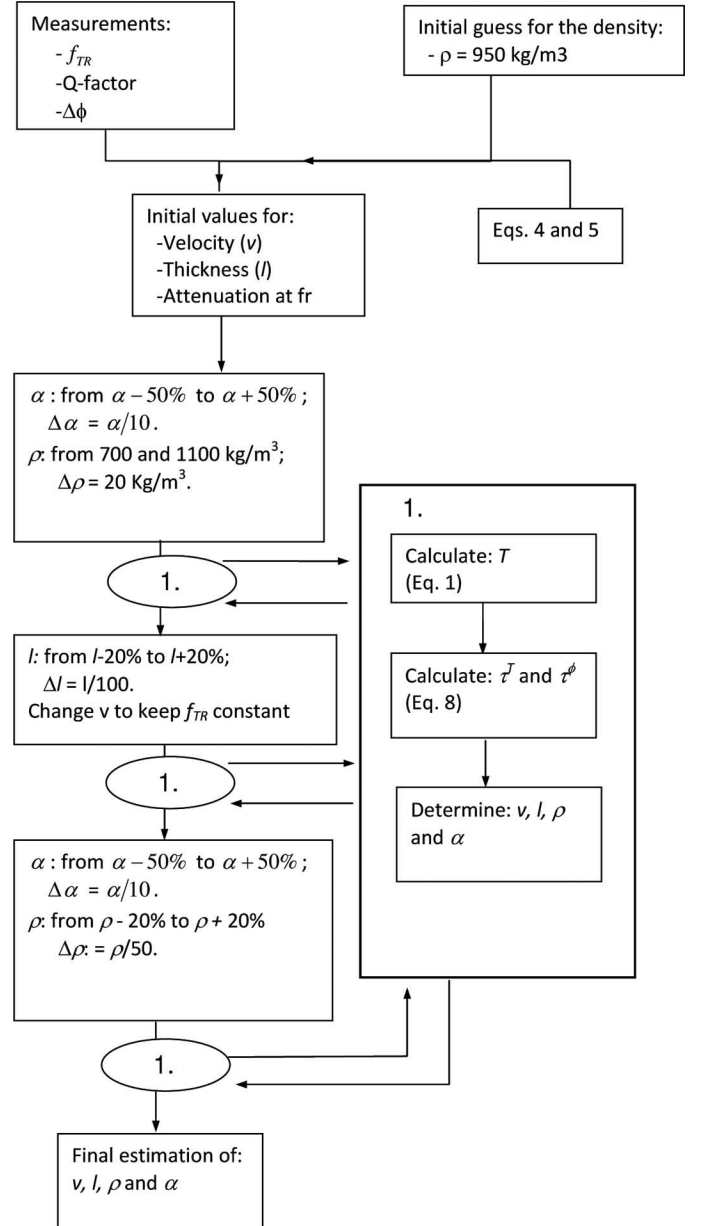 Measurements:
- f_TR
-Q-factor
-Δϕ
Initial guess for the density:
- ρ = 950 kg/m3
Initial values for:
-Velocity (v)
-Thickness (l)
-Attenuation at fr
Eqs. 4 and 5
α : from α − 50% to α + 50% ;
Δα = α/10.
ρ: from 700 and 1100 kg/m³;
Δρ = 20 Kg/m³.
1.
l: from l-20% to l+20%;
Δl = l/100.
Change v to keep f_TR constant
1.
α : from α − 50% to α + 50% ;
Δα = α/10.
ρ: from ρ - 20% to ρ + 20%
Δρ: = ρ/50.
1.
Final estimation of:
v, l, ρ and α
1.
Calculate: T
(Eq. 1)
Calculate: τ^T and τ^ϕ
(Eq. 8)
Determine: v, l, ρ
and α